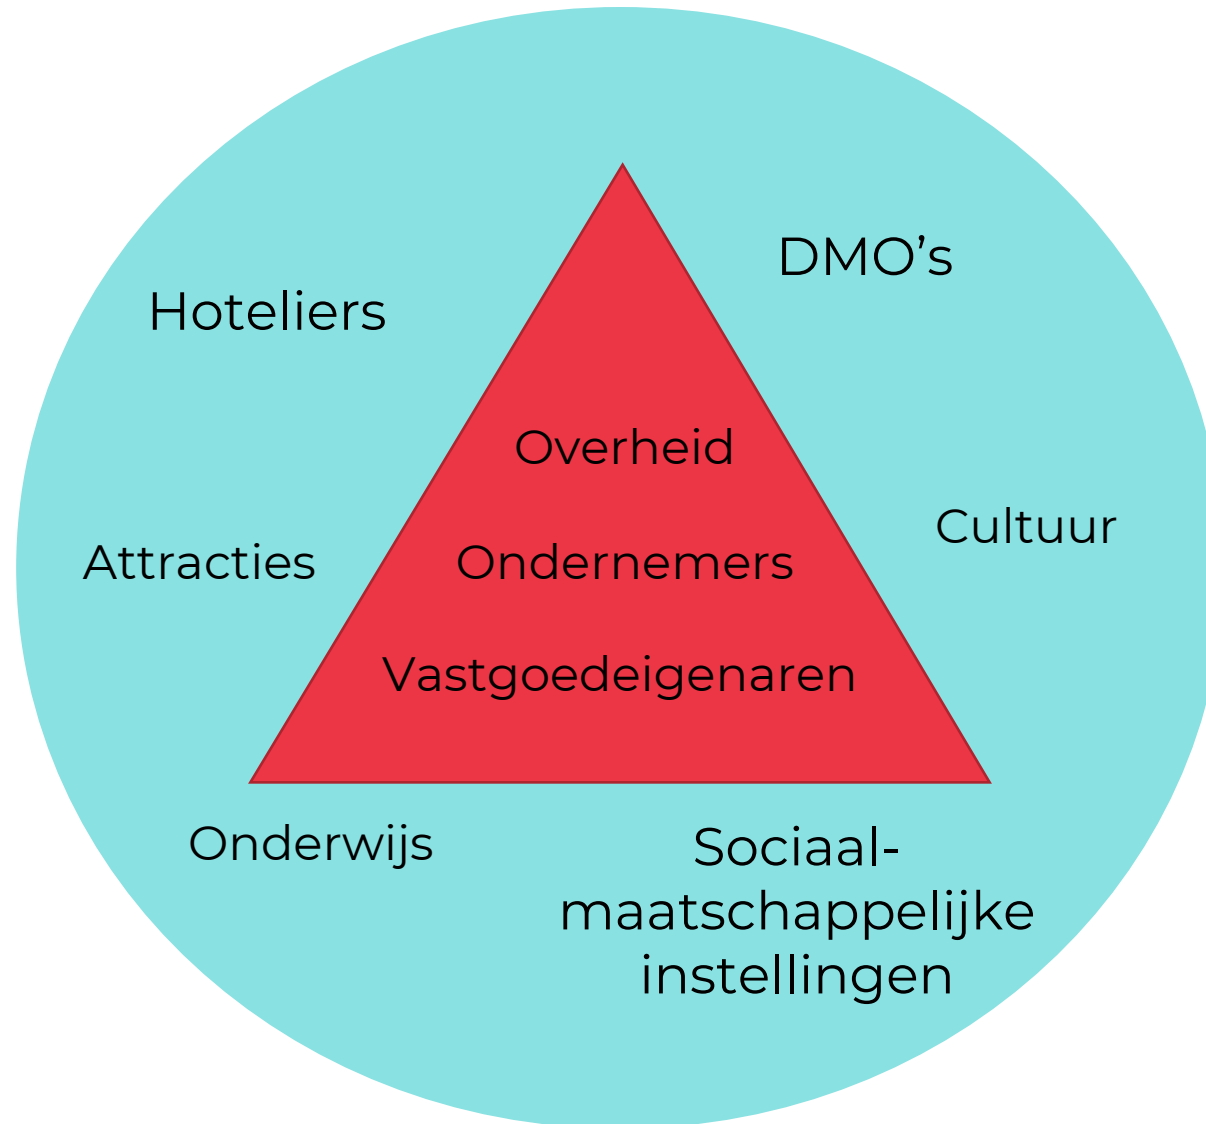 DMO’s
Hoteliers
Overheid
Cultuur
Attracties
Ondernemers
Vastgoedeigenaren
Onderwijs
Sociaal-
maatschappelijke
instellingen